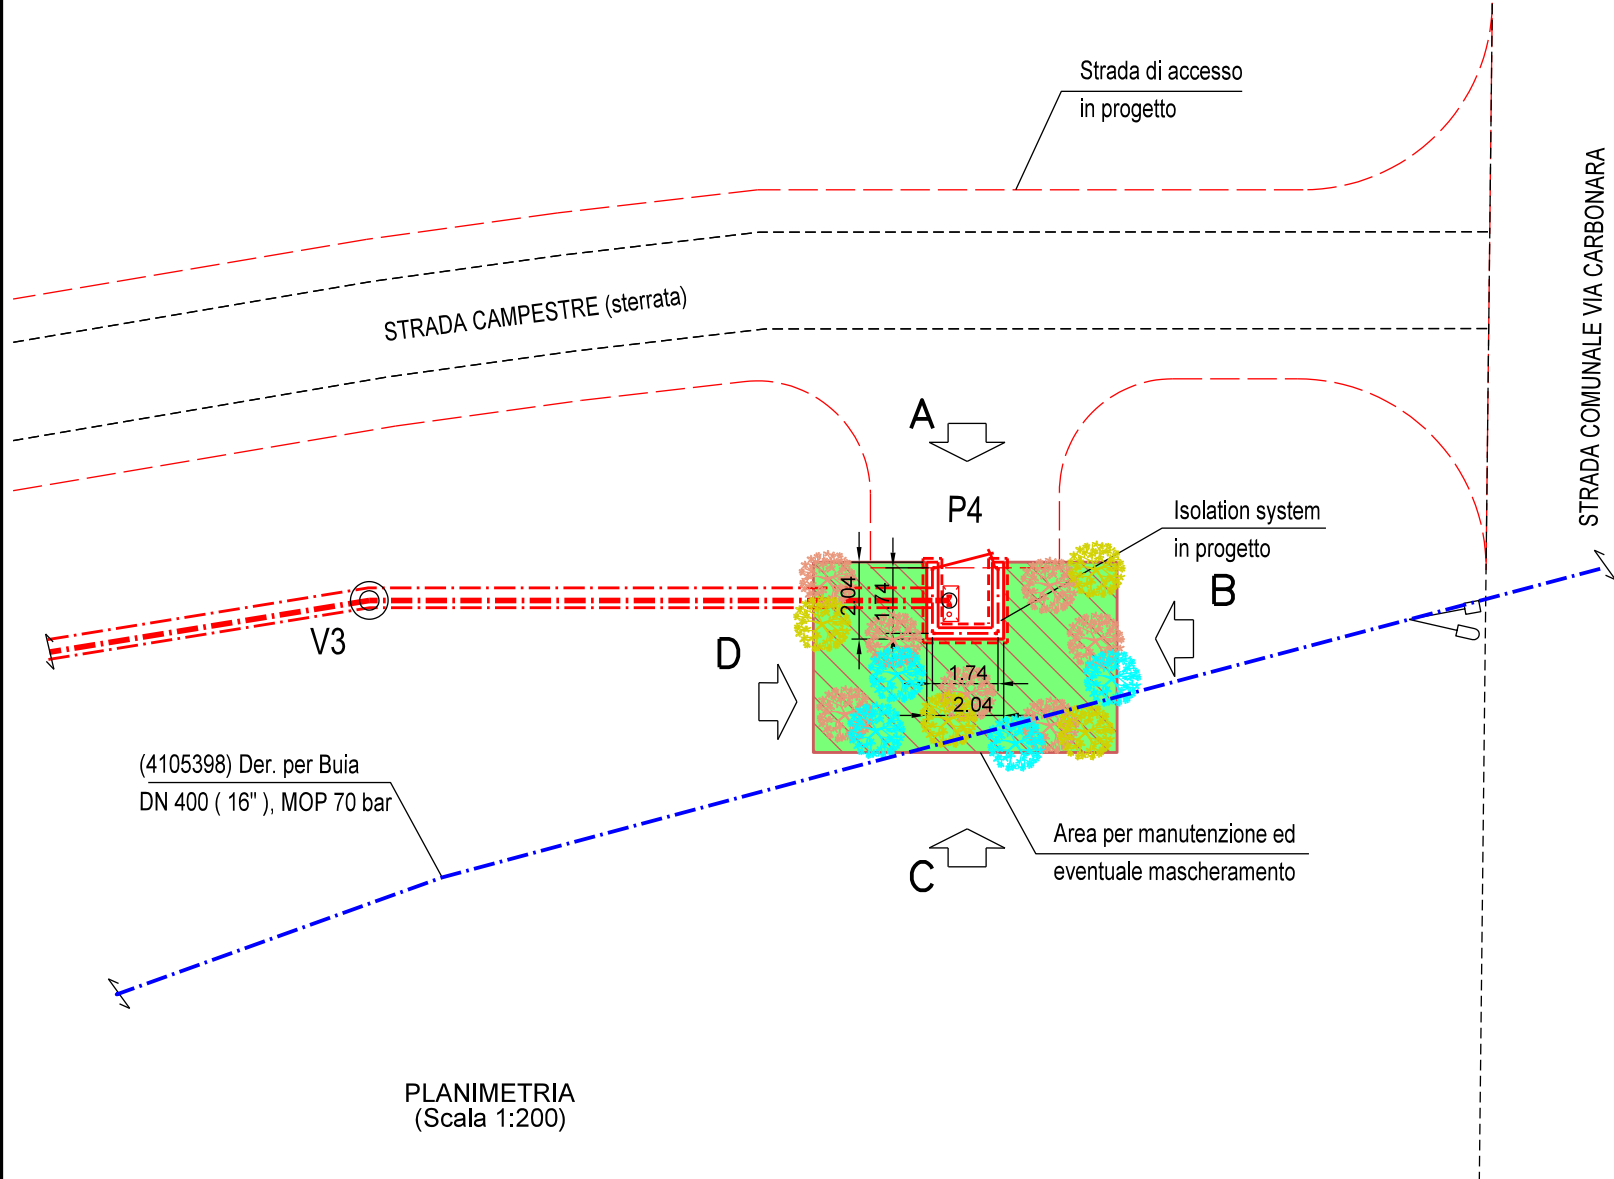 Strada di accesso
in progetto
STRADA COMUNALE VIA CARBONARA
STRADA CAMPESTRE (sterrata)
A
P4
Isolation system
in progetto
B
2.04
1.74
V3
D
1.74
2.04
(4105398) Der. per Buia
DN 400 ( 16" ), MOP 70 bar
Area per manutenzione ed
eventuale mascheramento
C
PLANIMETRIA
(Scala 1:200)